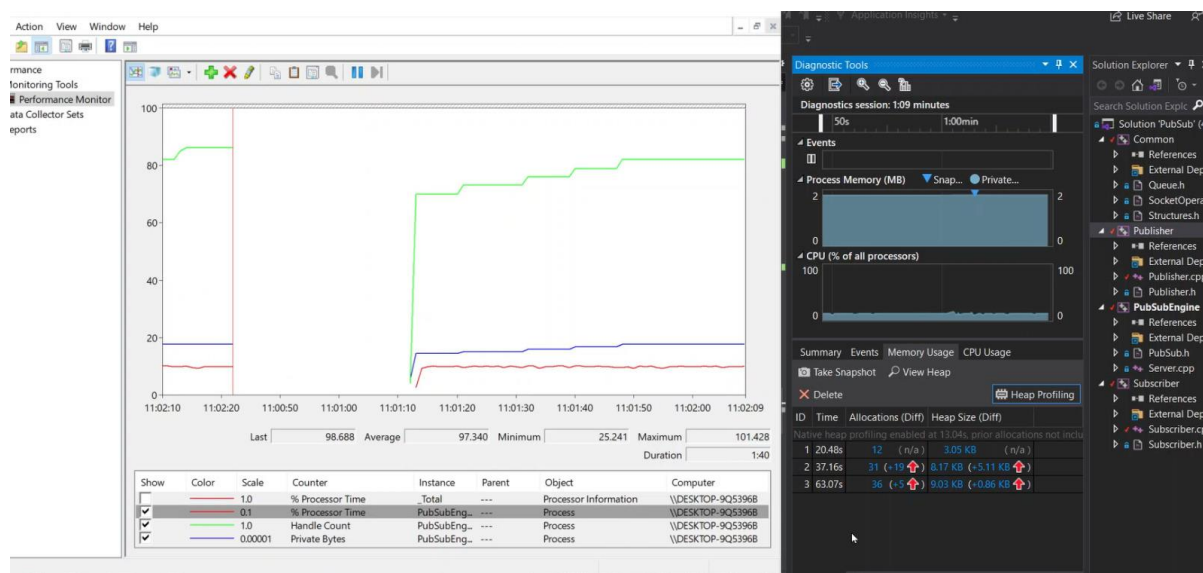 Action View Window Help
rmance
Monitoring Tools
Performance Monitor
ata Collector Sets
eports
100
80
60
40
20
0
11:02:10 11:02:20 11:00:50 11:01:00 11:01:10 11:01:20 11:01:30 11:01:40 11:01:50 11:02:00 11:02:09
Last 98.688 Average 97.340 Minimum 25.241 Maximum 101.428
Duration 1:40
Show Color Scale Counter Instance Parent Object Computer
1.0 % Processor Time _Total --- Processor Information \\DESKTOP-9Q5396B
0.1 % Processor Time PubSubEng... --- Process \\DESKTOP-9Q5396B
1.0 Handle Count PubSubEng... --- Process \\DESKTOP-9Q5396B
0.00001 Private Bytes PubSubEng... --- Process \\DESKTOP-9Q5396B
Application Insights
Live Share
Diagnostic Tools
Diagnostics session: 1:09 minutes
50s 1:00min
Events
Process Memory (MB) Snap... Private...
2 2
0 0
CPU (% of all processors)
100 100
0 0
Summary Events Memory Usage CPU Usage
Take Snapshot View Heap
Delete Heap Profiling
ID Time Allocations (Diff) Heap Size (Diff)
Native heap profiling enabled at 13.04s, prior allocations not inclu
1 20.48s 12 (n/a) 3.05 KB (n/a)
2 37.16s 31 (+19) 8.17 KB (+5.11 KB)
3 63.07s 36 (+5) 9.03 KB (+0.86 KB)
Solution Explorer
Search Solution Explc
Solution 'PubSub' (4
Common
References
External Dep
Queue.h
SocketOpera
Structures.h
Publisher
References
External Dep
Publisher.cpp
Publisher.h
PubSubEngine
References
External Dep
PubSub.h
Server.cpp
Subscriber
References
External Dep
Subscriber.c
Subscriber.h